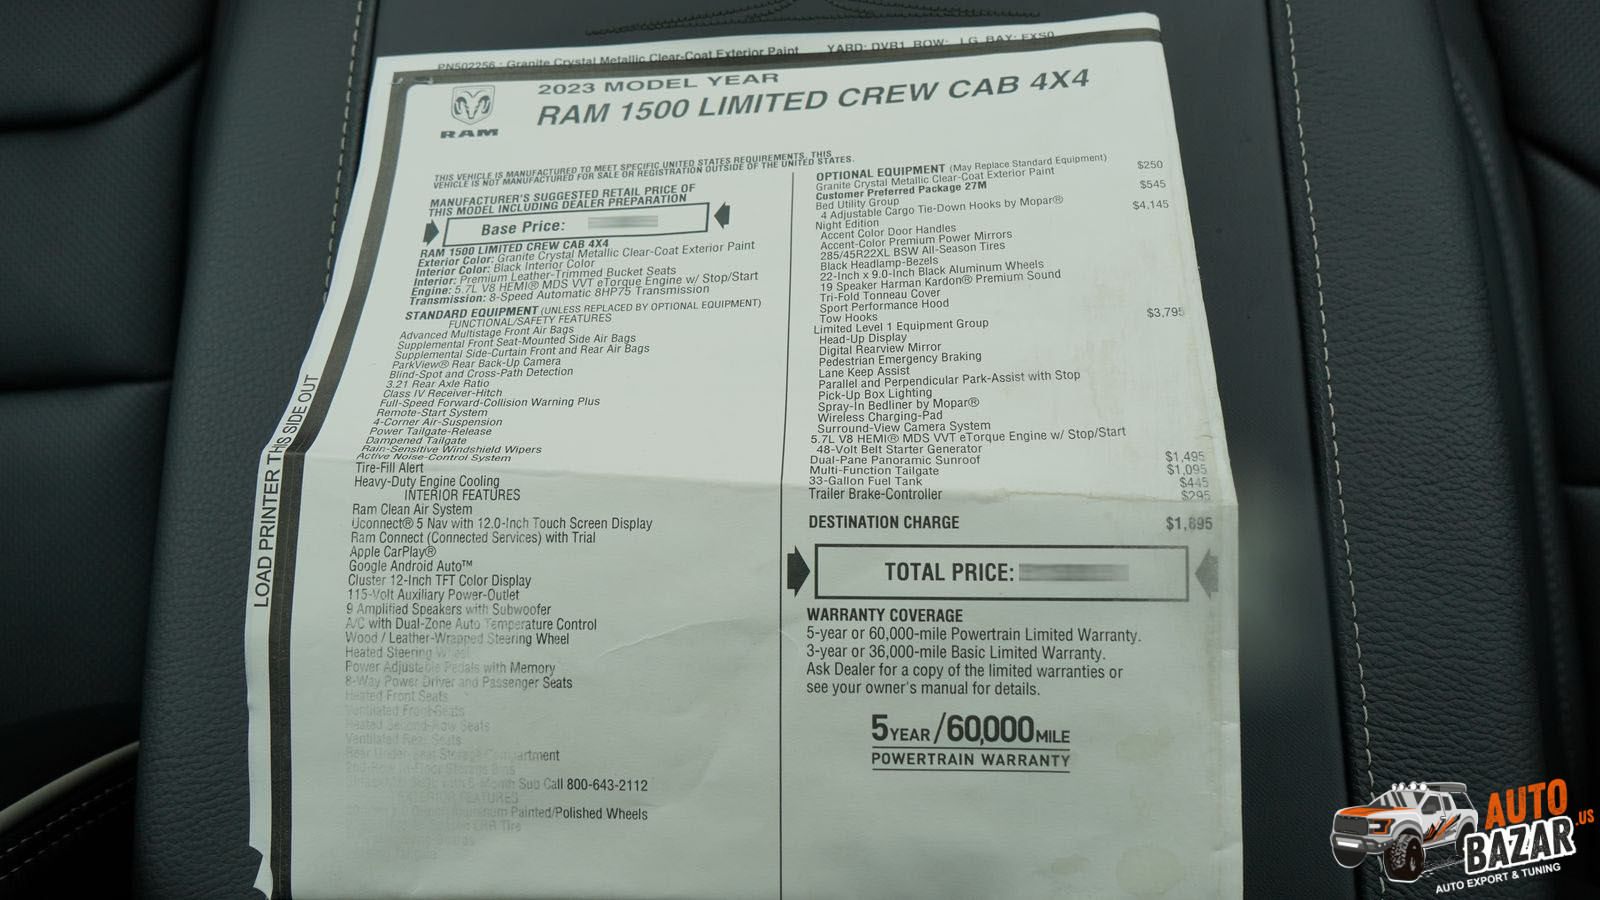 PN502256 : Granite Crystal Metallic Clear-Coat Exterior Paint YARD: DVB1 ROW: LG BAY: EX50
2023 MODEL YEAR
RAM 1500 LIMITED CREW CAB 4X4
RAM
THIS VEHICLE IS MANUFACTURED TO MEET SPECIFIC UNITED STATES REQUIREMENTS. THIS
VEHICLE IS NOT MANUFACTURED FOR SALE OR REGISTRATION OUTSIDE OF THE UNITED STATES.
MANUFACTURER'S SUGGESTED RETAIL PRICE OF
THIS MODEL INCLUDING DEALER PREPARATION
Base Price:
RAM 1500 LIMITED CREW CAB 4X4
Exterior Color: Granite Crystal Metallic Clear-Coat Exterior Paint
Interior Color: Black Interior Color
Interior: Premium Leather-Trimmed Bucket Seats
Engine: 5.7L V8 HEMI® MDS VVT eTorque Engine w/ Stop/Start
Transmission: 8-Speed Automatic 8HP75 Transmission
STANDARD EQUIPMENT (UNLESS REPLACED BY OPTIONAL EQUIPMENT)
FUNCTIONAL/SAFETY FEATURES
Advanced Multistage Front Air Bags
Supplemental Front Seat-Mounted Side Air Bags
Supplemental Side-Curtain Front and Rear Air Bags
ParkView® Rear Back-Up Camera
Blind-Spot and Cross-Path Detection
3.21 Rear Axle Ratio
Class IV Receiver-Hitch
Full-Speed Forward-Collision Warning Plus
Remote-Start System
4-Corner Air-Suspension
Power Tailgate-Release
Dampened Tailgate
Rain-Sensitive Windshield Wipers
Active Noise-Control System
Tire-Fill Alert
Heavy-Duty Engine Cooling
INTERIOR FEATURES
Ram Clean Air System
Uconnect® 5 Nav with 12.0-Inch Touch Screen Display
Ram Connect (Connected Services) with Trial
Apple CarPlay®
Google Android Auto™
Cluster 12-Inch TFT Color Display
115-Volt Auxiliary Power-Outlet
9 Amplified Speakers with Subwoofer
A/C with Dual-Zone Auto Temperature Control
Wood / Leather-Wrapped Steering Wheel
Heated Steering Wheel
Power Adjustable Pedals with Memory
8-Way Power Driver and Passenger Seats
Heated Front Seats
Ventilated Front Seats
Heated Second-Row Seats
Ventilated Rear Seats
Rear Under-Seat Storage Compartment
Storage Bins
Sub Call 800-643-2112
EXTERIOR FEATURES
Painted/Polished Wheels
Tire
OPTIONAL EQUIPMENT (May Replace Standard Equipment)
Granite Crystal Metallic Clear-Coat Exterior Paint $250
Customer Preferred Package 27M
Bed Utility Group $545
4 Adjustable Cargo Tie-Down Hooks by Mopar®
Night Edition $4,145
Accent Color Door Handles
Accent-Color Premium Power Mirrors
285/45R22XL BSW All-Season Tires
Black Headlamp-Bezels
22-Inch x 9.0-Inch Black Aluminum Wheels
19 Speaker Harman Kardon® Premium Sound
Tri-Fold Tonneau Cover
Sport Performance Hood
Tow Hooks
Limited Level 1 Equipment Group $3,795
Head-Up Display
Digital Rearview Mirror
Pedestrian Emergency Braking
Lane Keep Assist
Parallel and Perpendicular Park-Assist with Stop
Pick-Up Box Lighting
Spray-In Bedliner by Mopar®
Wireless Charging-Pad
Surround-View Camera System
5.7L V8 HEMI® MDS VVT eTorque Engine w/ Stop/Start
48-Volt Belt Starter Generator
Dual-Pane Panoramic Sunroof $1,495
Multi-Function Tailgate $1,095
33-Gallon Fuel Tank $445
Trailer Brake-Controller $295
DESTINATION CHARGE $1,895
TOTAL PRICE:
WARRANTY COVERAGE
5-year or 60,000-mile Powertrain Limited Warranty.
3-year or 36,000-mile Basic Limited Warranty.
Ask Dealer for a copy of the limited warranties or
see your owner's manual for details.
5 YEAR / 60,000 MILE
POWERTRAIN WARRANTY
LOAD PRINTER THIS SIDE OUT
AUTO
BAZAR.US
AUTO EXPORT & TUNING